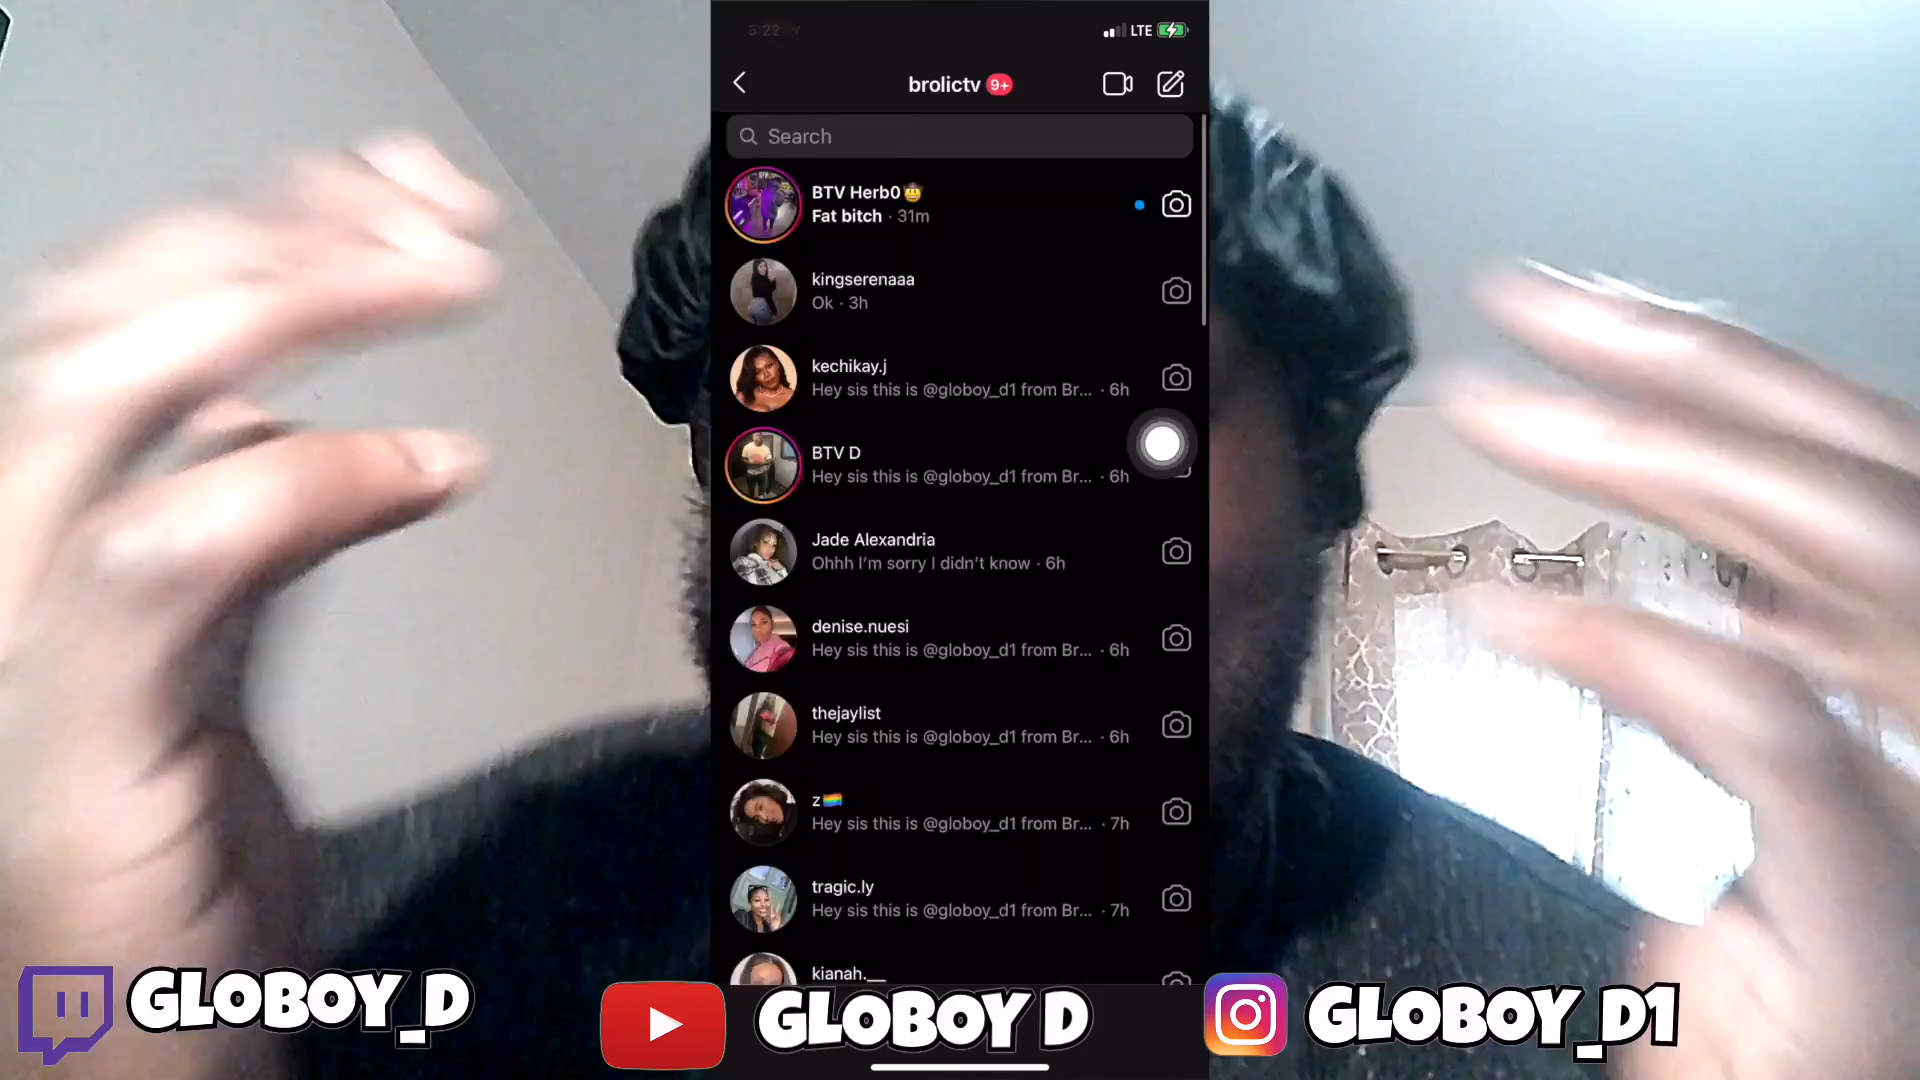 5:22
LTE
brolictv 9+
Search
BTV Herb0🤠
Fat bitch · 31m
kingserenaaa
Ok · 3h
kechikay.j
Hey sis this is @globoy_d1 from Br... · 6h
BTV D
Hey sis this is @globoy_d1 from Br... · 6h
Jade Alexandria
Ohhh I’m sorry I didn’t know · 6h
denise.nuesi
Hey sis this is @globoy_d1 from Br... · 6h
thejaylist
Hey sis this is @globoy_d1 from Br... · 6h
z🏳️‍🌈
Hey sis this is @globoy_d1 from Br... · 7h
tragic.ly
Hey sis this is @globoy_d1 from Br... · 7h
kianah.__
GLOBOY_D
GLOBOY D
GLOBOY_D1